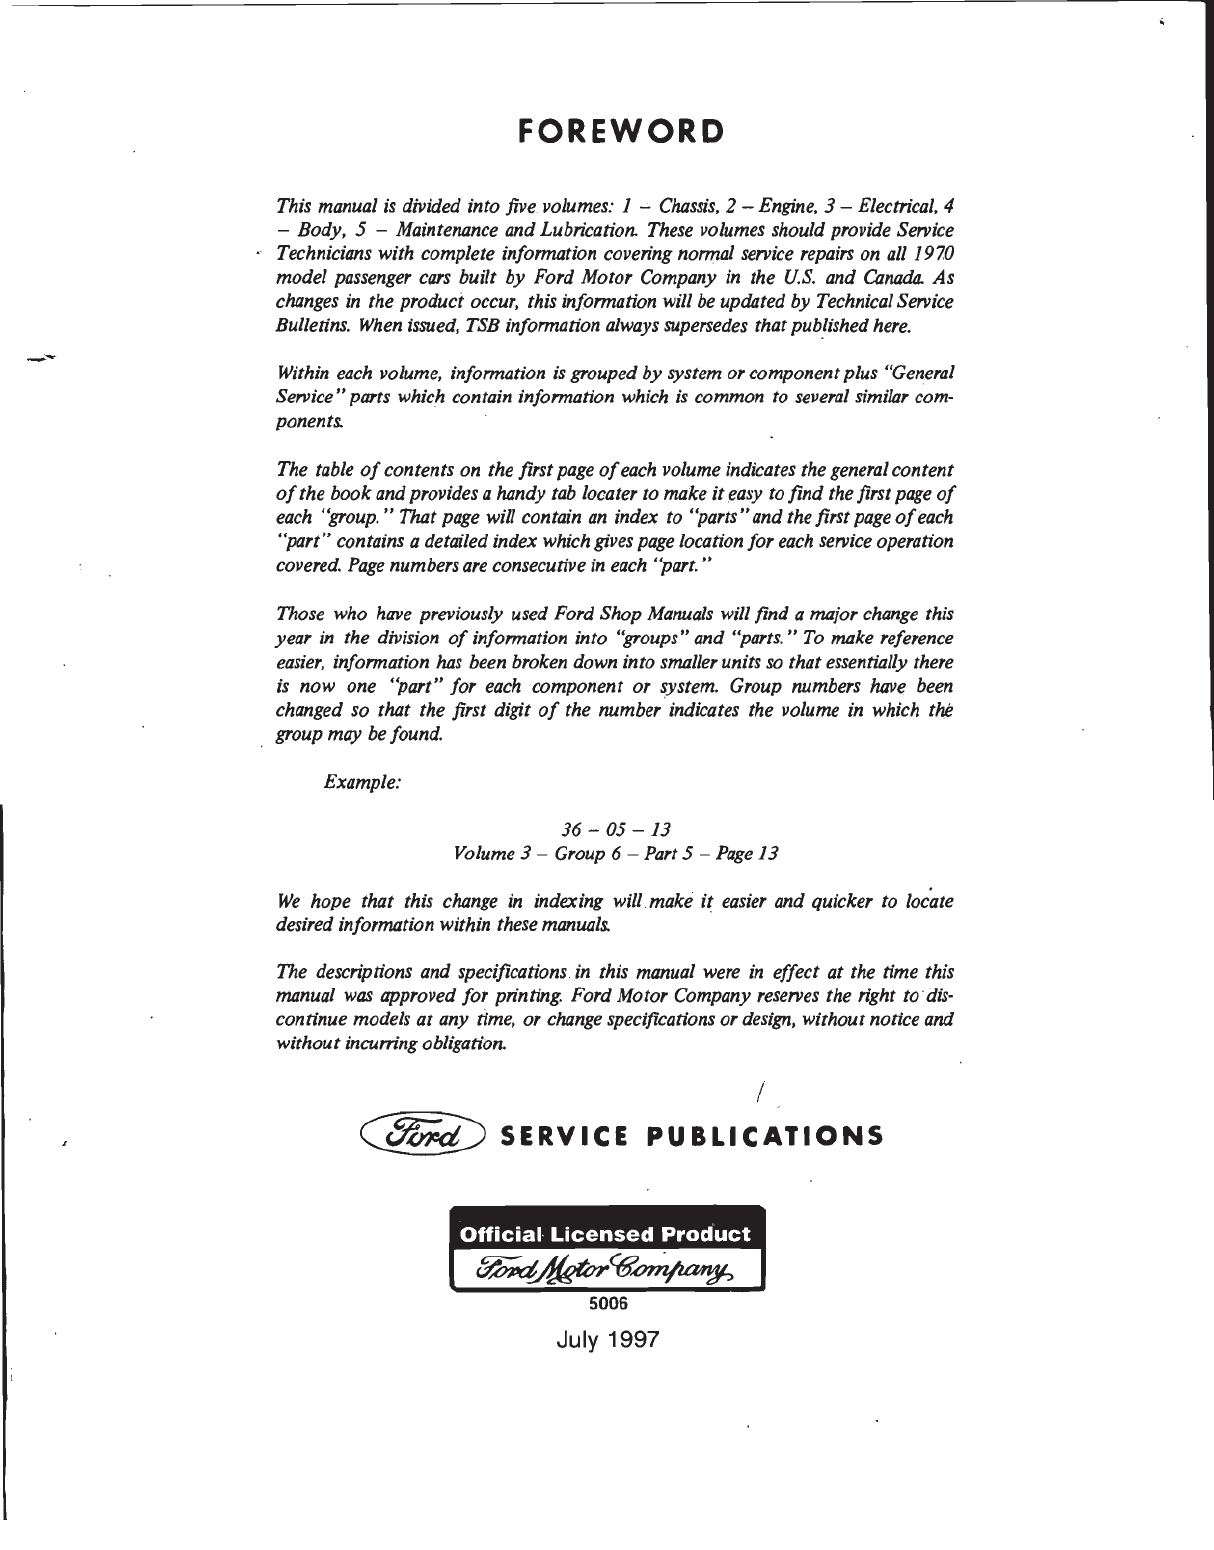 FOREWORD
This manual is divided into five volumes: 1 – Chassis, 2 – Engine, 3 – Electrical, 4
– Body, 5 – Maintenance and Lubrication. These volumes should provide Service
Technicians with complete information covering normal service repairs on all 1970
model passenger cars built by Ford Motor Company in the U.S. and Canada. As
changes in the product occur, this information will be updated by Technical Service
Bulletins. When issued, TSB information always supersedes that published here.
Within each volume, information is grouped by system or component plus “General
Service” parts which contain information which is common to several similar com-
ponents.
The table of contents on the first page of each volume indicates the general content
of the book and provides a handy tab locater to make it easy to find the first page of
each “group.” That page will contain an index to “parts” and the first page of each
“part” contains a detailed index which gives page location for each service operation
covered. Page numbers are consecutive in each “part.”
Those who have previously used Ford Shop Manuals will find a major change this
year in the division of information into “groups” and “parts.” To make reference
easier, information has been broken down into smaller units so that essentially there
is now one “part” for each component or system. Group numbers have been
changed so that the first digit of the number indicates the volume in which the
group may be found.
Example:
36 – 05 – 13
Volume 3 – Group 6 – Part 5 – Page 13
We hope that this change in indexing will make it easier and quicker to locate
desired information within these manuals.
The descriptions and specifications in this manual were in effect at the time this
manual was approved for printing. Ford Motor Company reserves the right to dis-
continue models at any time, or change specifications or design, without notice and
without incurring obligation.
Ford SERVICE PUBLICATIONS
Official Licensed Product
Ford Motor Company
5006
July 1997